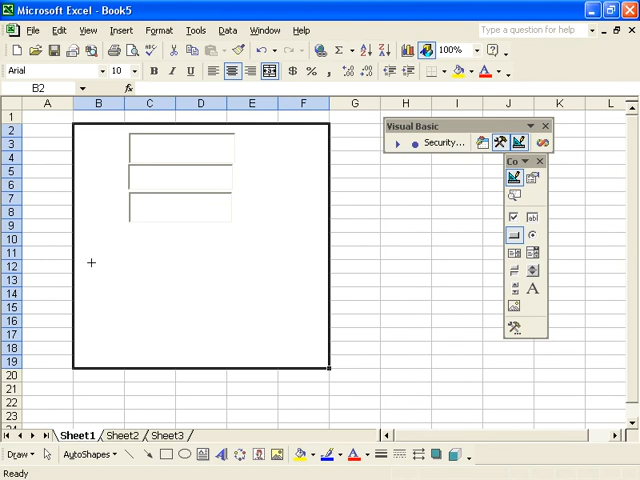 Microsoft Excel - Book5
File Edit View Insert Format Tools Data Window Help
Type a question for help
100%
Arial 10 B I U $ % ,
B2 fx
A B C D E F G H I J K L
1
2
3
4
5
6
7
8
9
10
11
12
13
14
15
16
17
18
19
20
21
22
23
24
Visual Basic
Security...
Co
ab
A
Sheet1 Sheet2 Sheet3
Draw AutoShapes A
Ready